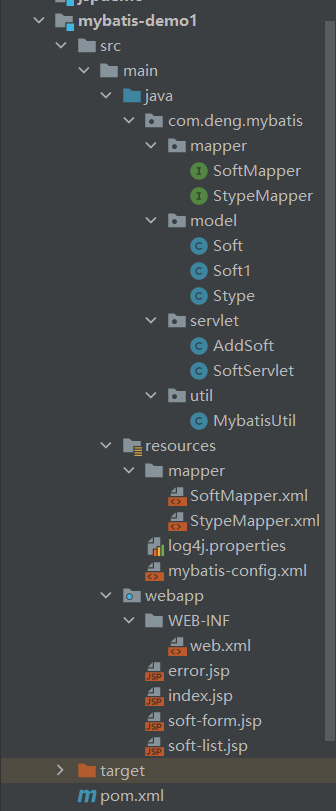 mybatis-demo1
src
main
java
com.deng.mybatis
mapper
SoftMapper
StypeMapper
model
Soft
Soft1
Stype
servlet
AddSoft
SoftServlet
util
MybatisUtil
resources
mapper
SoftMapper.xml
StypeMapper.xml
log4j.properties
mybatis-config.xml
webapp
WEB-INF
web.xml
error.jsp
index.jsp
soft-form.jsp
soft-list.jsp
target
pom.xml